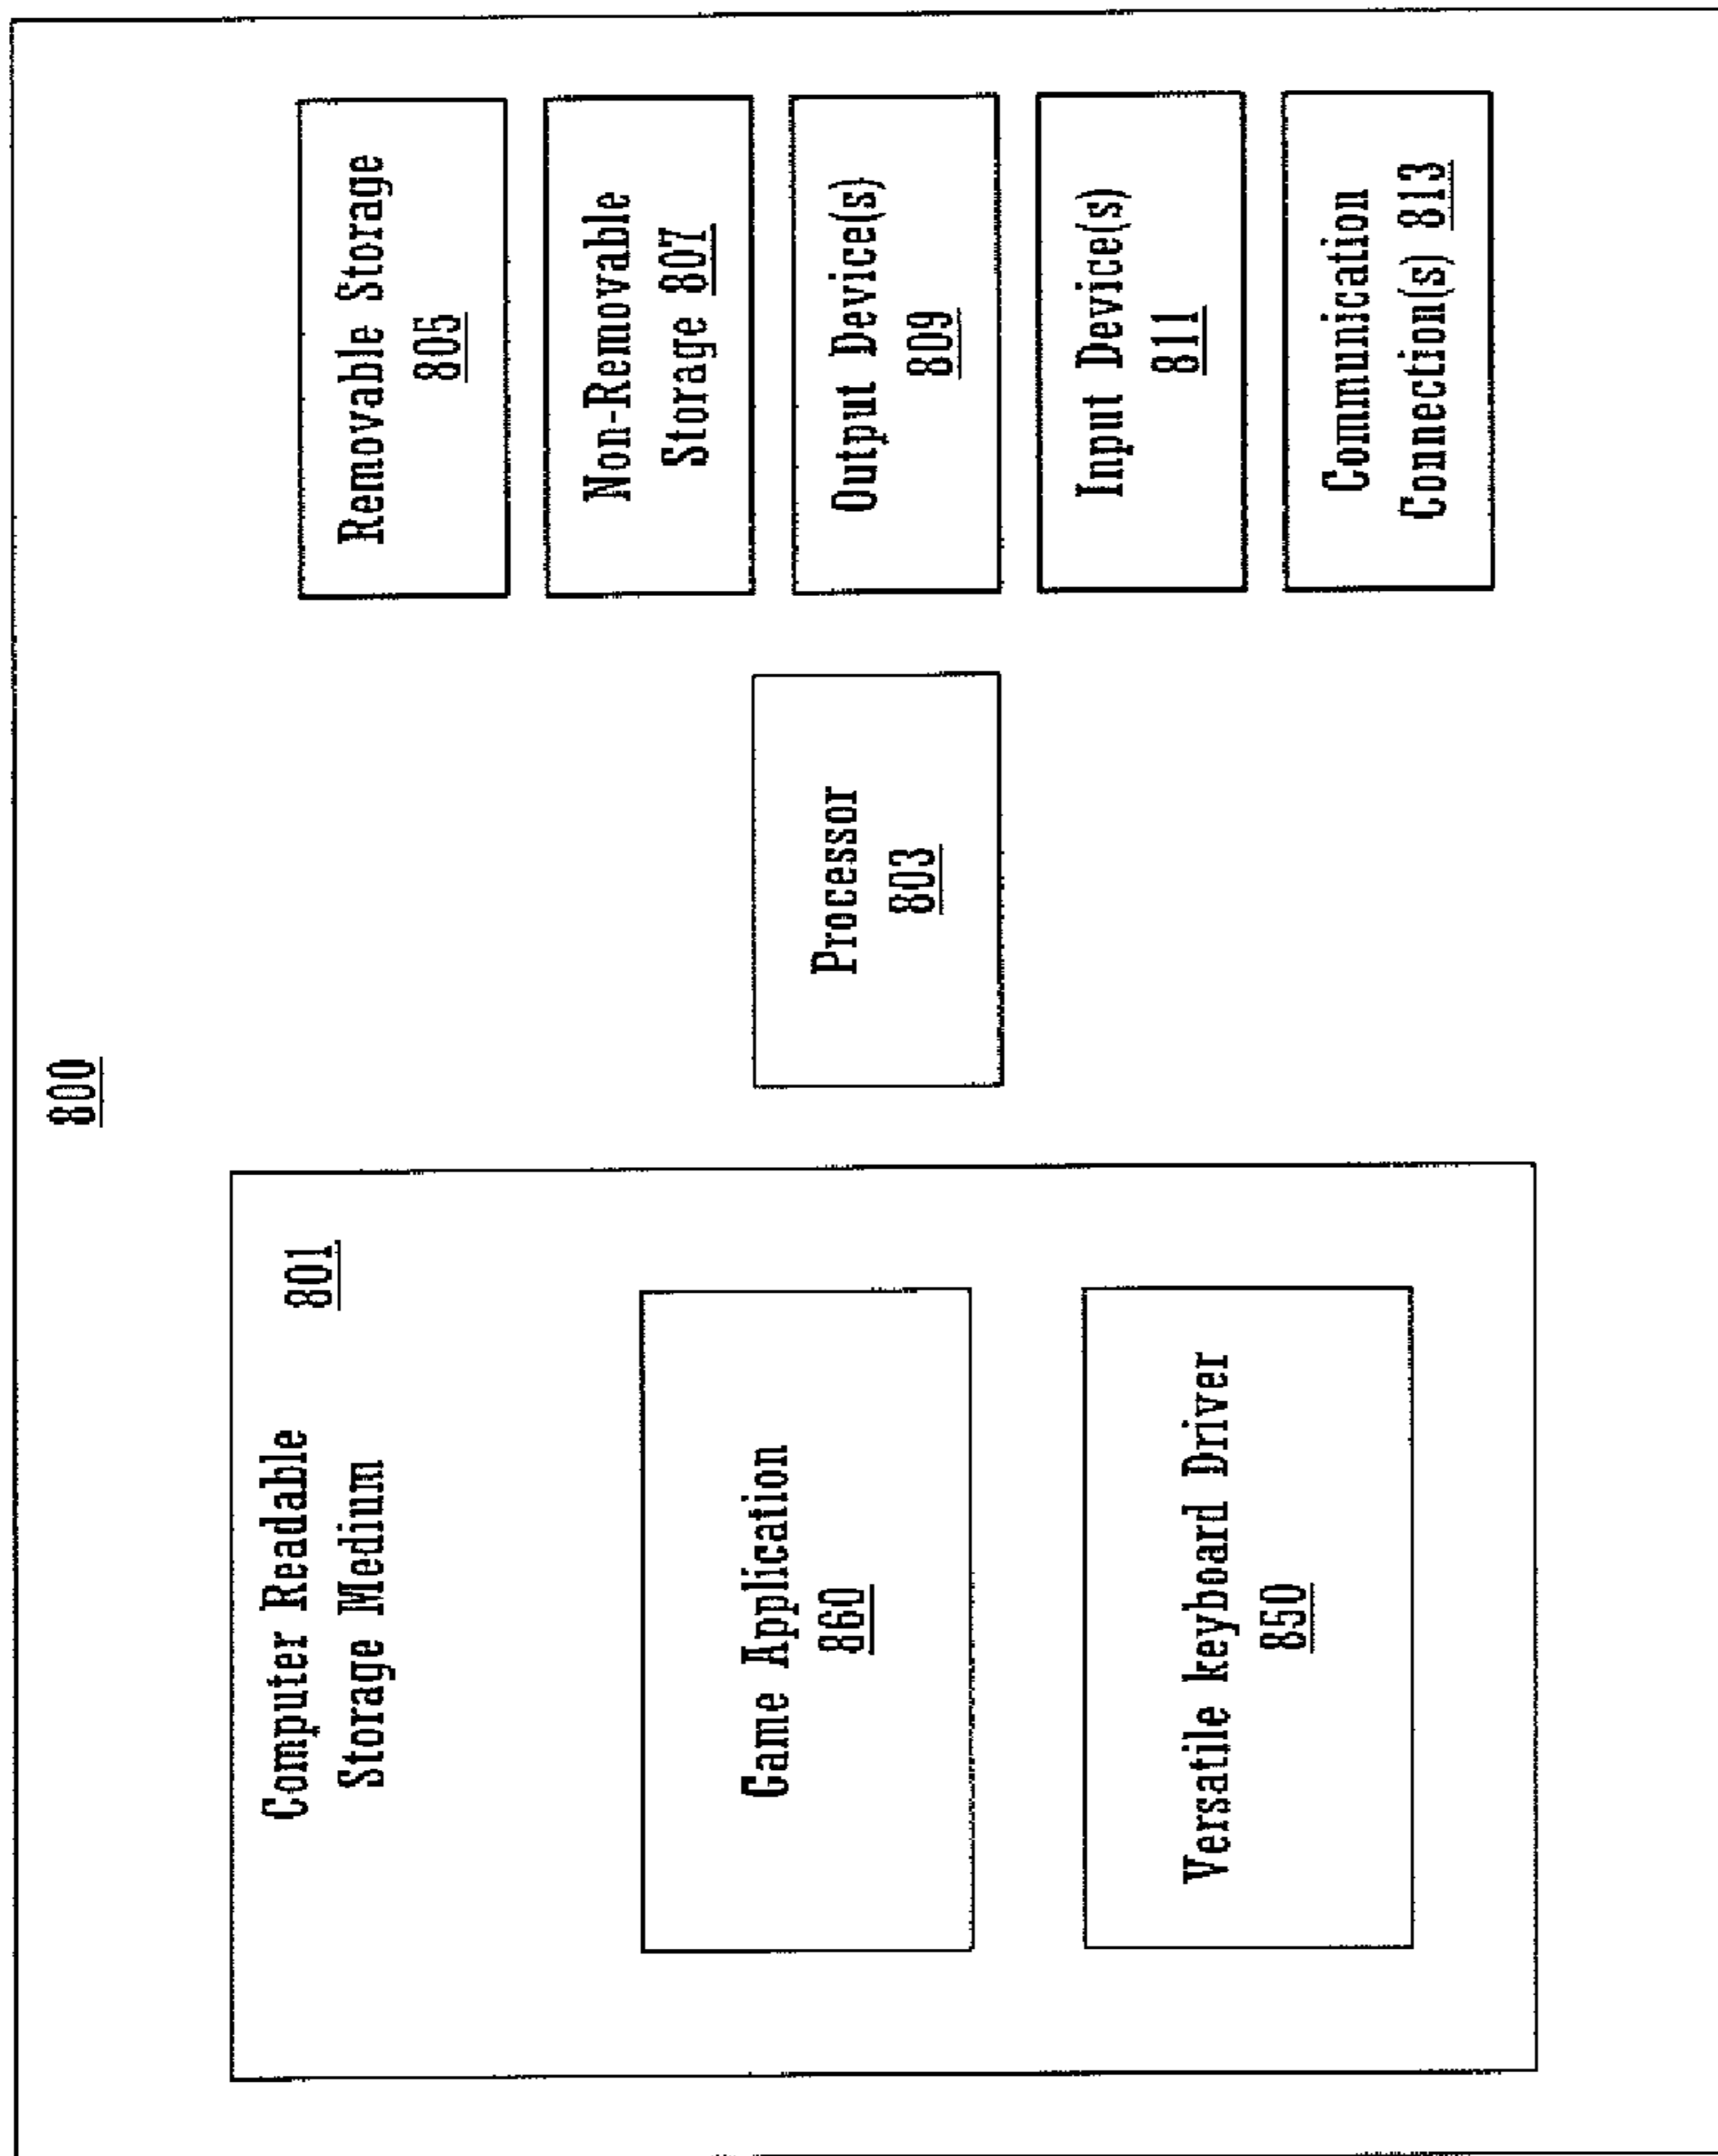 800
Computer Readable
Storage Medium
801
Game Application
860
Versatile keyboard Driver
850
Processor
803
Removable Storage
805
Non-Removable
Storage 807
Output Device(s)
809
Input Device(s)
811
Communication
Connection(s) 813